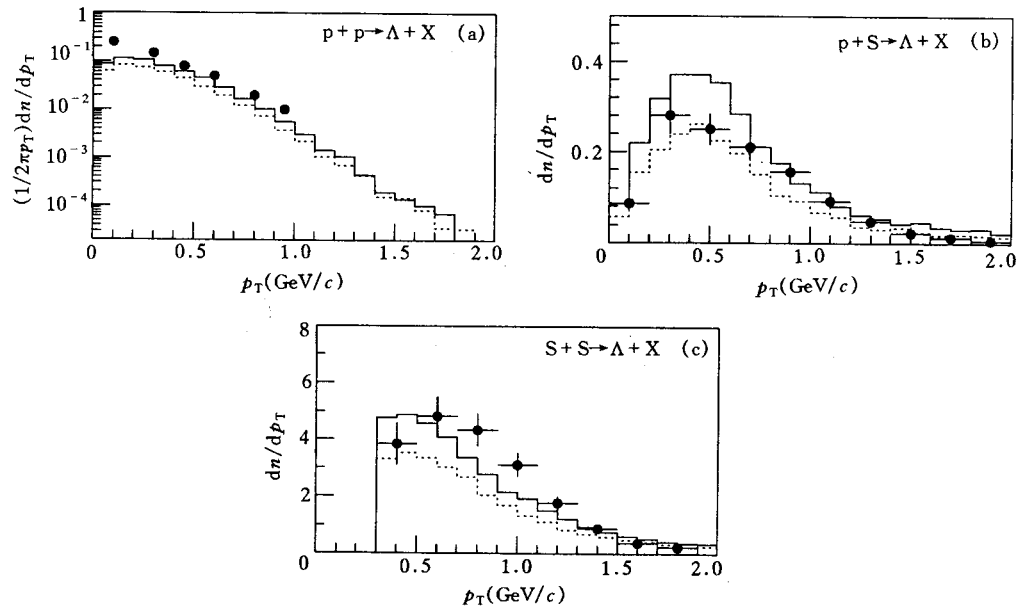 p + p → Λ + X (a)
(1/2πp_T)dn/dp_T
1
10⁻¹
10⁻²
10⁻³
10⁻⁴
0 0.5 1.0 1.5 2.0
p_T(GeV/c)
p + S → Λ + X (b)
dn/dp_T
0.4
0.2
0
0 0.5 1.0 1.5 2.0
p_T(GeV/c)
S + S → Λ + X (c)
dn/dp_T
8
6
4
2
0
0.5 1.0 1.5 2.0
p_T(GeV/c)